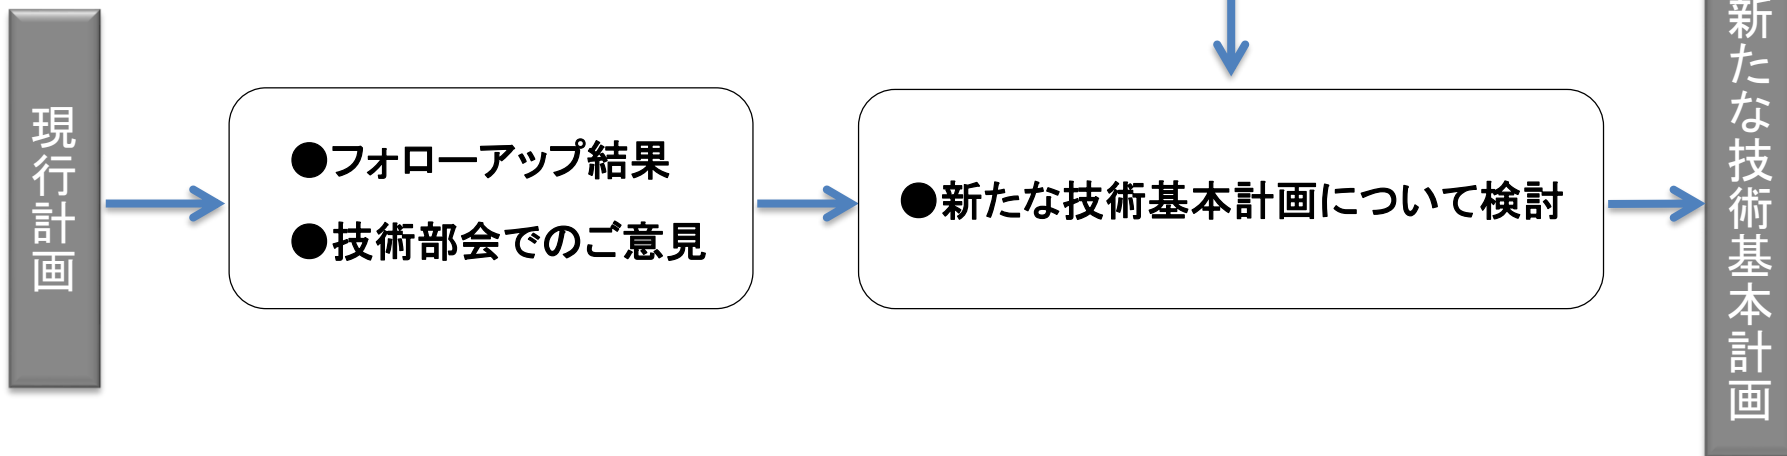 現行計画
●フォローアップ結果
●技術部会でのご意見
●新たな技術基本計画について検討
新たな技術基本計画